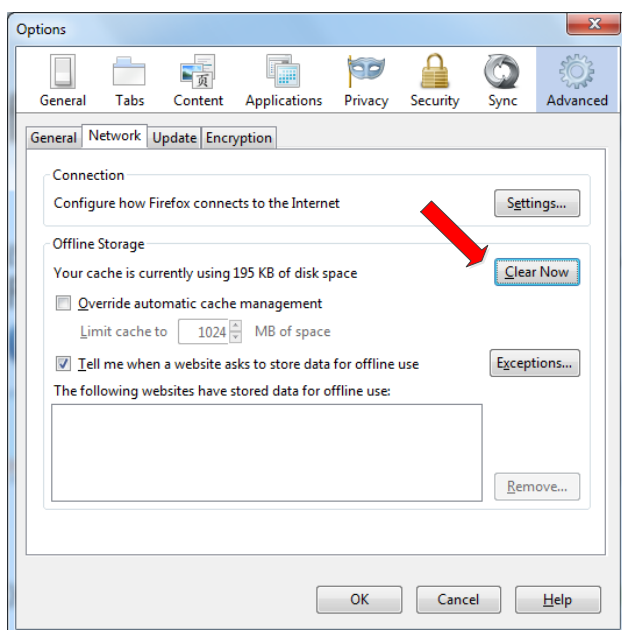 Options
General Tabs Content Applications Privacy Security Sync Advanced
页
General Network Update Encryption
Connection
Configure how Firefox connects to the Internet Settings...
Offline Storage
Your cache is currently using 195 KB of disk space Clear Now
Override automatic cache management
Limit cache to 1024 MB of space
Tell me when a website asks to store data for offline use Exceptions...
The following websites have stored data for offline use:
Remove...
OK Cancel Help